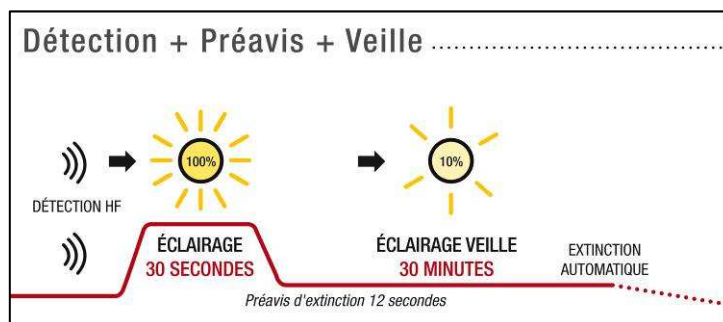 Détection + Préavis + Veille
100%
10%
DÉTECTION HF
ÉCLAIRAGE
30 SECONDES
ÉCLAIRAGE VEILLE
30 MINUTES
EXTINCTION
AUTOMATIQUE
Préavis d'extinction 12 secondes